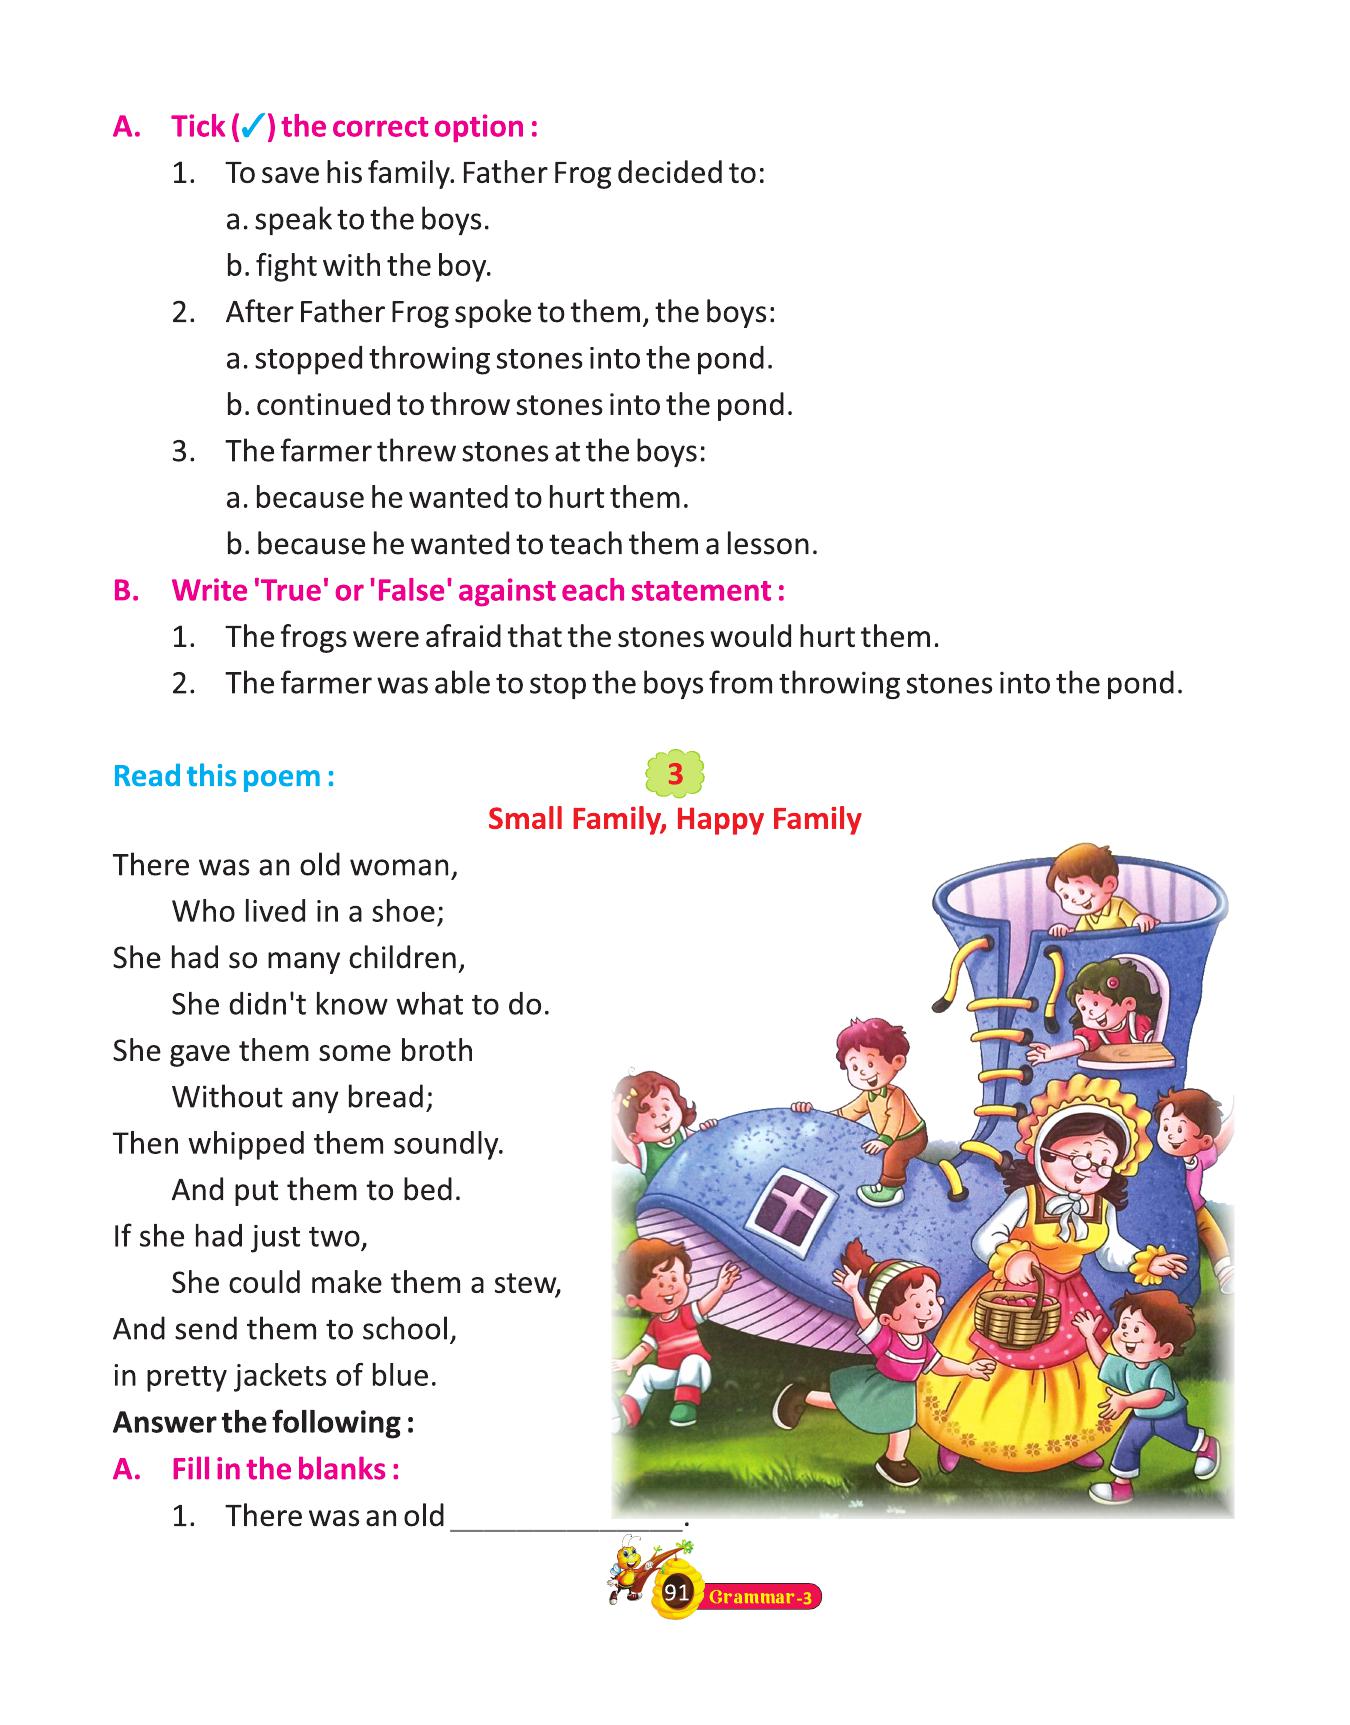 A. Tick (✓) the correct option :
1. To save his family. Father Frog decided to:
a. speak to the boys.
b. fight with the boy.
2. After Father Frog spoke to them, the boys:
a. stopped throwing stones into the pond.
b. continued to throw stones into the pond.
3. The farmer threw stones at the boys:
a. because he wanted to hurt them.
b. because he wanted to teach them a lesson.
B. Write 'True' or 'False' against each statement :
1. The frogs were afraid that the stones would hurt them.
2. The farmer was able to stop the boys from throwing stones into the pond.
Read this poem :
3
Small Family, Happy Family
There was an old woman,
Who lived in a shoe;
She had so many children,
She didn't know what to do.
She gave them some broth
Without any bread;
Then whipped them soundly.
And put them to bed.
If she had just two,
She could make them a stew,
And send them to school,
in pretty jackets of blue.
Answer the following :
A. Fill in the blanks :
1. There was an old _______________.
91 Grammar-3